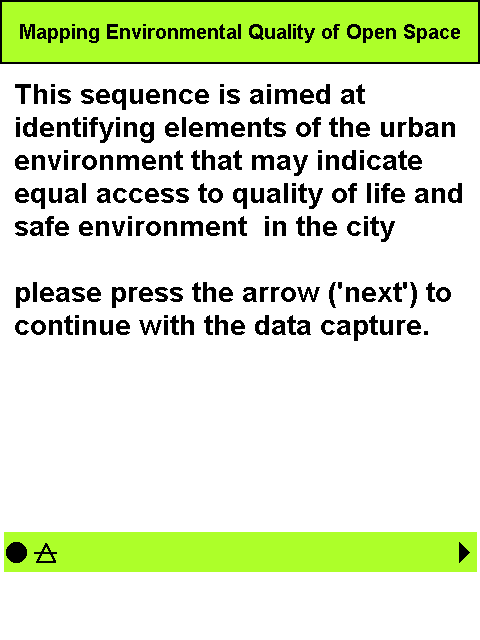 Mapping Environmental Quality of Open Space
This sequence is aimed at
identifying elements of the urban
environment that may indicate
equal access to quality of life and
safe environment  in the city
please press the arrow ('next') to
continue with the data capture.